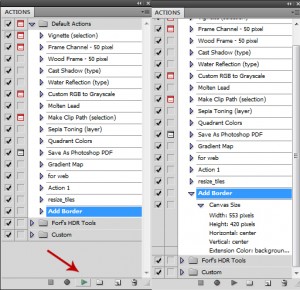 ACTIONS
Default Actions
Vignette (selection)
Frame Channel - 50 pixel
Wood Frame - 50 pixel
Cast Shadow (type)
Water Reflection (type)
Custom RGB to Grayscale
Molten Lead
Make Clip Path (selection)
Sepia Toning (layer)
Quadrant Colors
Save As Photoshop PDF
Gradient Map
for web
Action 1
resize_tiles
Add Border
Forf's HDR Tools
Custom
ACTIONS
Frame Channel - 50 pixel
Wood Frame - 50 pixel
Cast Shadow (type)
Water Reflection (type)
Custom RGB to Grayscale
Molten Lead
Make Clip Path (selection)
Sepia Toning (layer)
Quadrant Colors
Save As Photoshop PDF
Gradient Map
for web
Action 1
resize_tiles
Add Border
Canvas Size
Width: 553 pixels
Height: 420 pixels
Horizontal: center
Vertical: center
Extension Color: backgroun...
Forf's HDR Tools
Custom